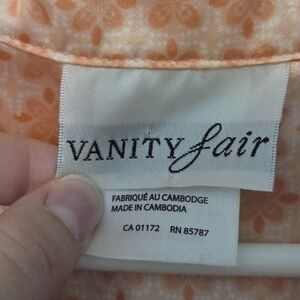 VANITY fair
FABRIQUÉ AU CAMBODGE
MADE IN CAMBODIA
CA 01172 RN 85787